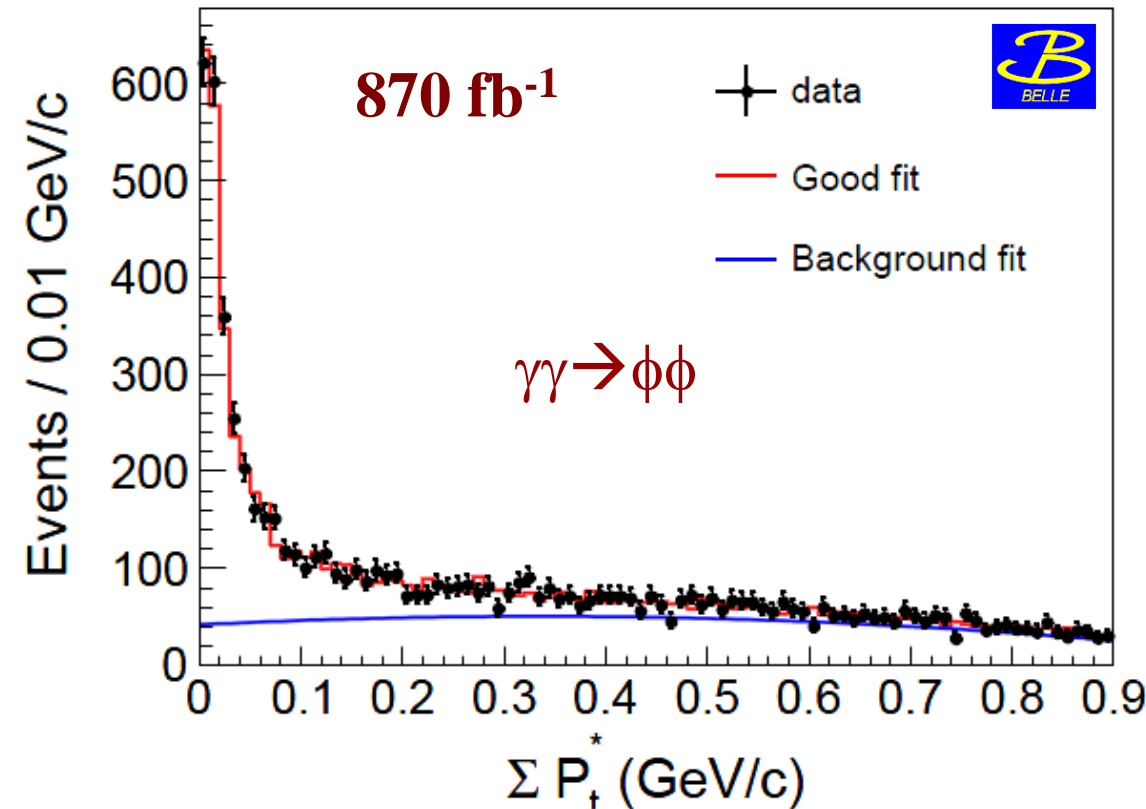 870 fb⁻¹
data
Good fit
Background fit
BELLE
γγ→ϕϕ
Events / 0.01 GeV/c
600
500
400
300
200
100
0
0 0.1 0.2 0.3 0.4 0.5 0.6 0.7 0.8 0.9
Σ Pₜ* (GeV/c)